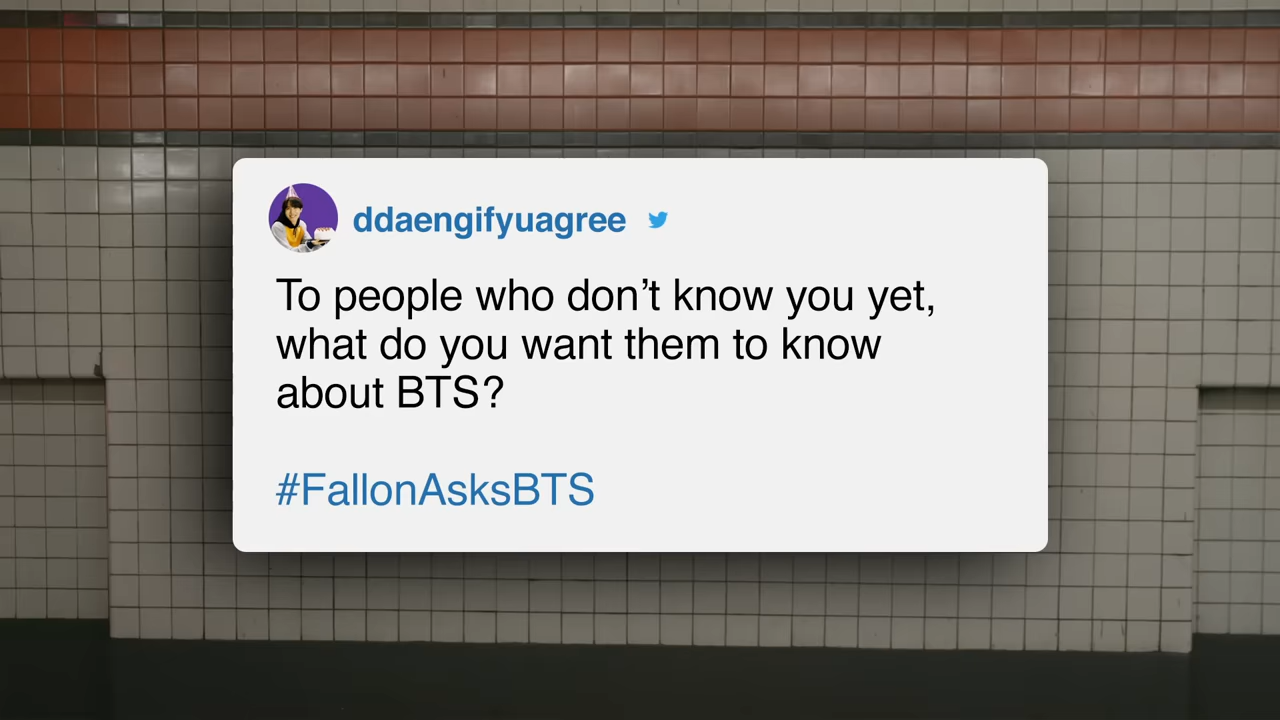 ddaengifyuagree
To people who don’t know you yet,
what do you want them to know
about BTS?
#FallonAsksBTS